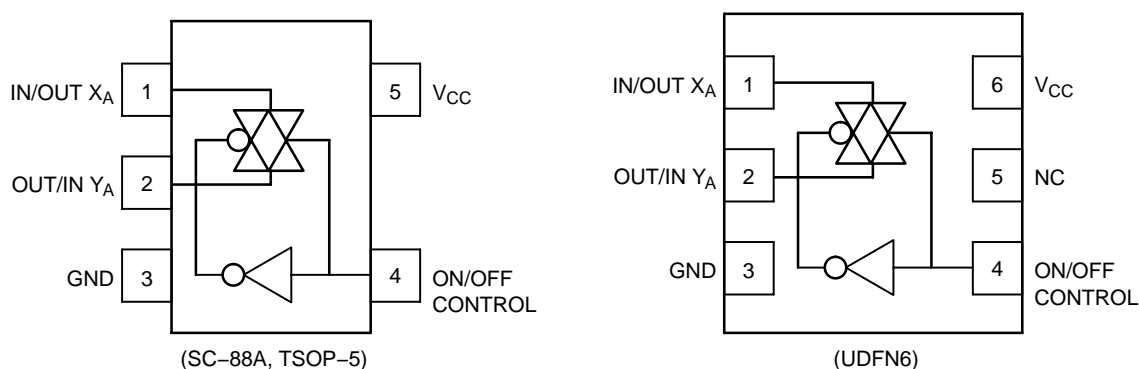 IN/OUT XA
1
5
VCC
OUT/IN YA
2
GND
3
4
ON/OFF
CONTROL
(SC−88A, TSOP−5)
IN/OUT XA
1
6
VCC
OUT/IN YA
2
5
NC
GND
3
4
ON/OFF
CONTROL
(UDFN6)